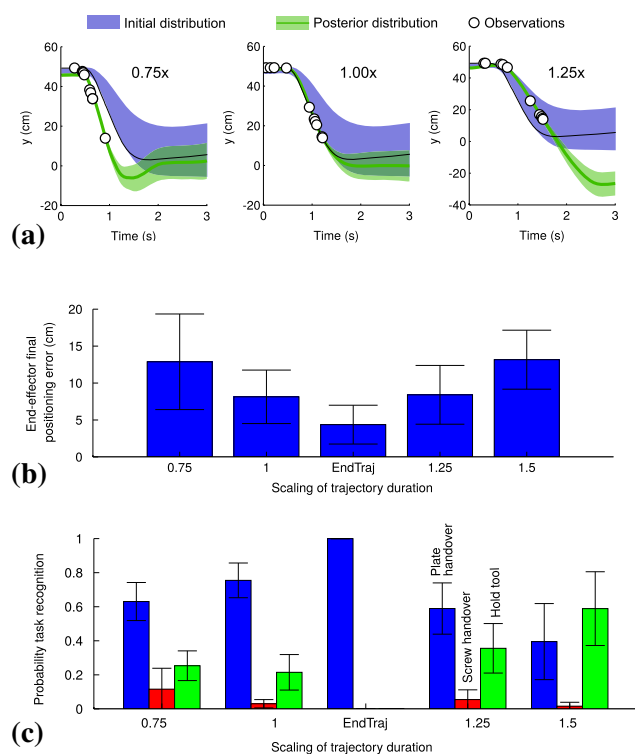 Initial distribution Posterior distribution Observations
60 60 60
0.75x 1.00x 1.25x
40 40 40
20 20 20
0 0 0
-20
-20 -20 -40
y (cm) y (cm) y (cm)
0 1 2 3 0 1 2 3 0 1 2 3
Time (s) Time (s) Time (s)
(a)
20
15
10
5
0
End-effector final
positioning error (cm)
0.75 1 EndTraj 1.25 1.5
Scaling of trajectory duration
(b)
1
0.8
0.6
0.4
0.2
0
Probability task recognition
Plate
handover
Screw handover
Hold tool
0.75 1 EndTraj 1.25 1.5
Scaling of trajectory duration
(c)